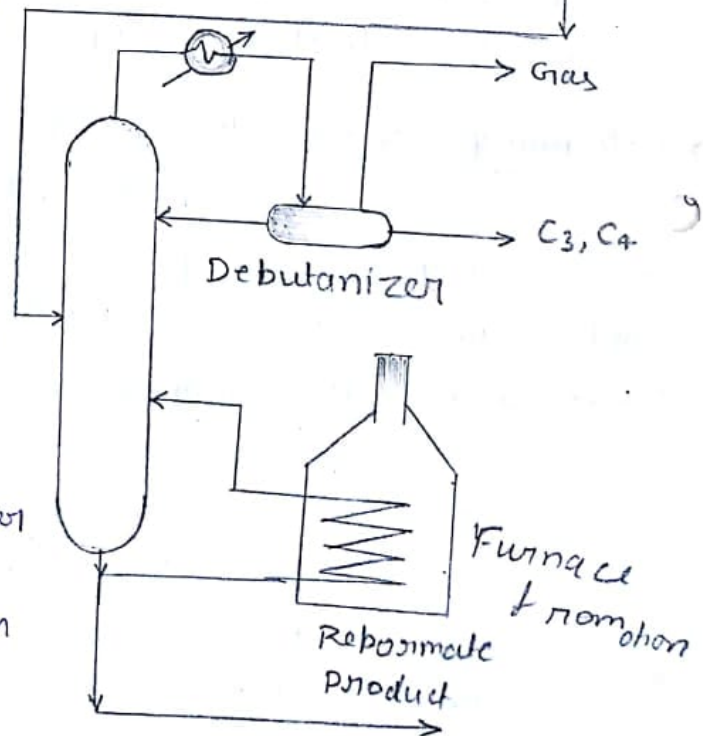 Gas
C3, C4
Debutanizer
Furnace
Reformate
Product